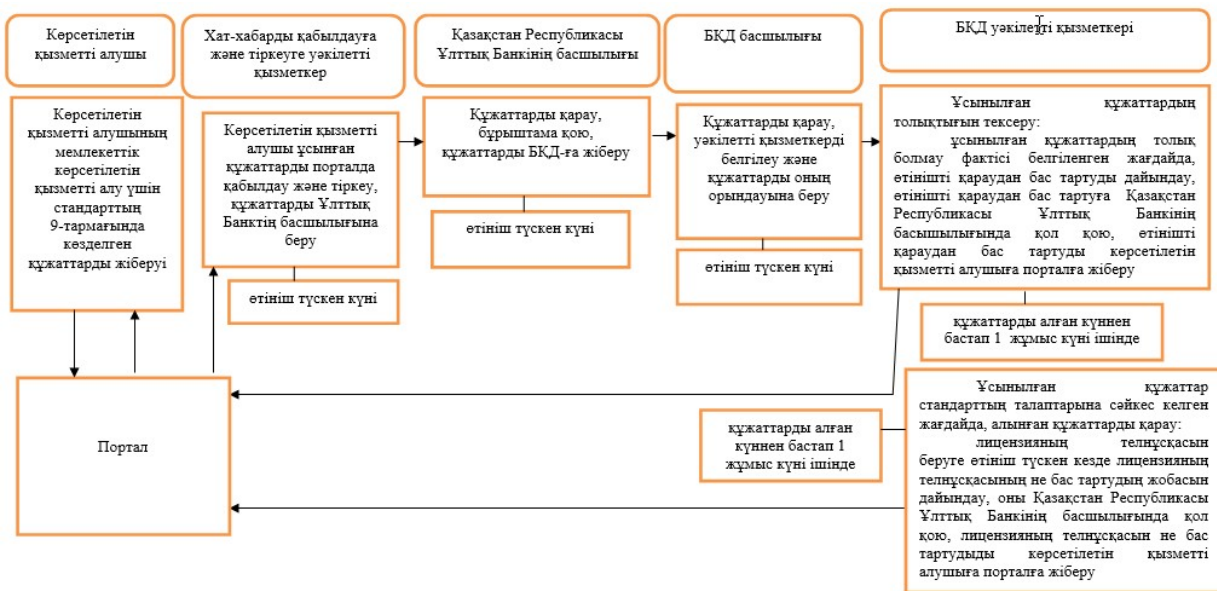 Көрсетілетін
қызметті алушы
Хат-хабарды қабылдауға
және тіркеуге уәкілетті
қызметкер
Қазақстан Республикасы
Ұлттық Банкінің басшылығы
БҚД басшылығы
БҚД уәкілетті қызметкері
Көрсетілетін
қызметті алушының
мемлекеттік
көрсетілетін
қызметті алу үшін
стандарттың
9-тармағында
көзделген
құжаттарды жіберуі
Көрсетілетін қызметті
алушы ұсынған
құжаттарды порталда
қабылдау және тіркеу,
құжаттарды Ұлттық
Банктің басшылығына
беру
өтініш түскен күні
Құжаттарды қарау,
бұрыштама қою,
құжаттарды БҚД-ға жіберу
өтініш түскен күні
Құжаттарды қарау,
уәкілетті қызметкерді
белгілеу және
құжаттарды оның
орындауына беру
өтініш түскен күні
Ұсынылған құжаттардың
толықтығын тексеру:
ұсынылған құжаттардың толық
болмау фактісі белгіленген жағдайда,
өтінішті қараудан бас тартуды дайындау,
өтінішті қараудан бас тартуға Қазақстан
Республикасы Ұлттық Банкінің
басышылығында қол қою, өтінішті
қараудан бас тартуды көрсетілетін
қызметті алушыға порталға жіберу
құжаттарды алған күннен
бастап 1 жұмыс күні ішінде
Портал
құжаттарды алған
күннен бастап 1
жұмыс күні ішінде
Ұсынылған құжаттар
стандарттың талаптарына сәйкес келген
жағдайда, алынған құжаттарды қарау:
лицензияның телнұсқасын
беруге өтініш түскен кезде лицензияның
телнұсқасының не бас тартудың жобасын
дайындау, оны Қазақстан Республикасы
Ұлттық Банкінің басшылығында қол
қою, лицензияның телнұсқасын не бас
тартудыды көрсетілетін қызметті
алушыға порталға жіберу